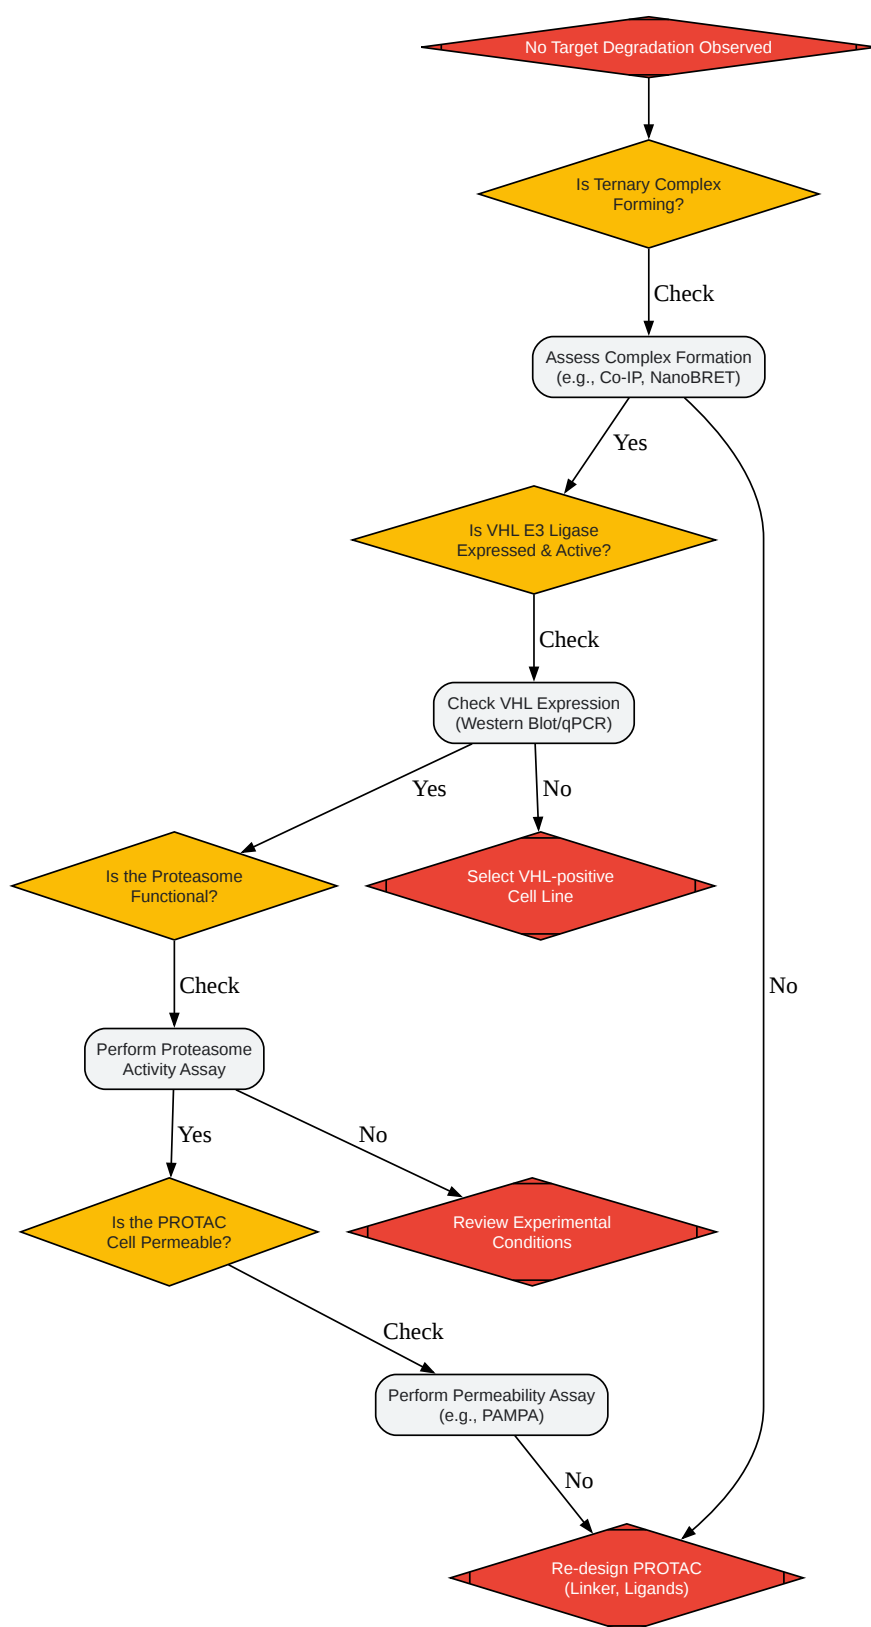 No Target Degradation Observed
Is Ternary Complex
Forming?
Check
Assess Complex Formation
(e.g., Co-IP, NanoBRET)
Yes
Is VHL E3 Ligase
Expressed & Active?
Check
Check VHL Expression
(Western Blot/qPCR)
Yes
No
Is the Proteasome
Functional?
Select VHL-positive
Cell Line
Check
No
Perform Proteasome
Activity Assay
Yes
No
Is the PROTAC
Cell Permeable?
Review Experimental
Conditions
Check
Perform Permeability Assay
(e.g., PAMPA)
No
Re-design PROTAC
(Linker, Ligands)